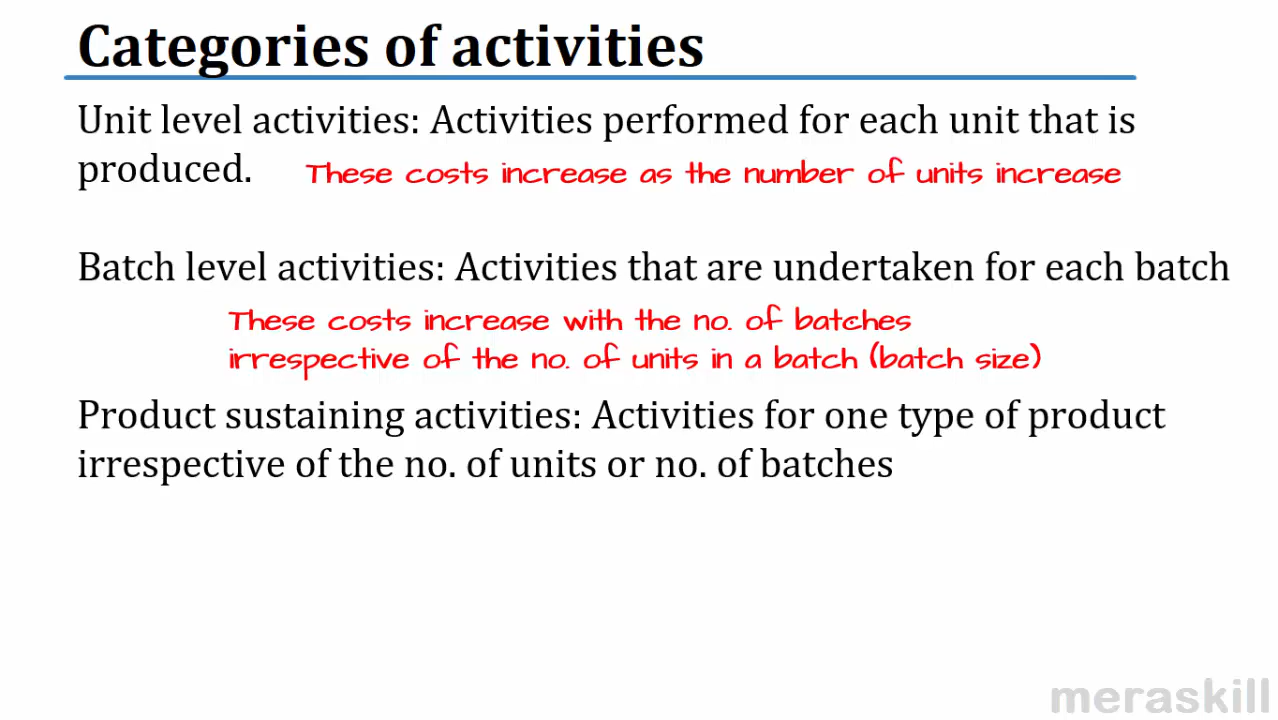 Categories of activities
Unit level activities: Activities performed for each unit that is
produced. These costs increase as the number of units increase
Batch level activities: Activities that are undertaken for each batch
These costs increase with the no. of batches
irrespective of the no. of units in a batch (batch size)
Product sustaining activities: Activities for one type of product
irrespective of the no. of units or no. of batches
meraskill